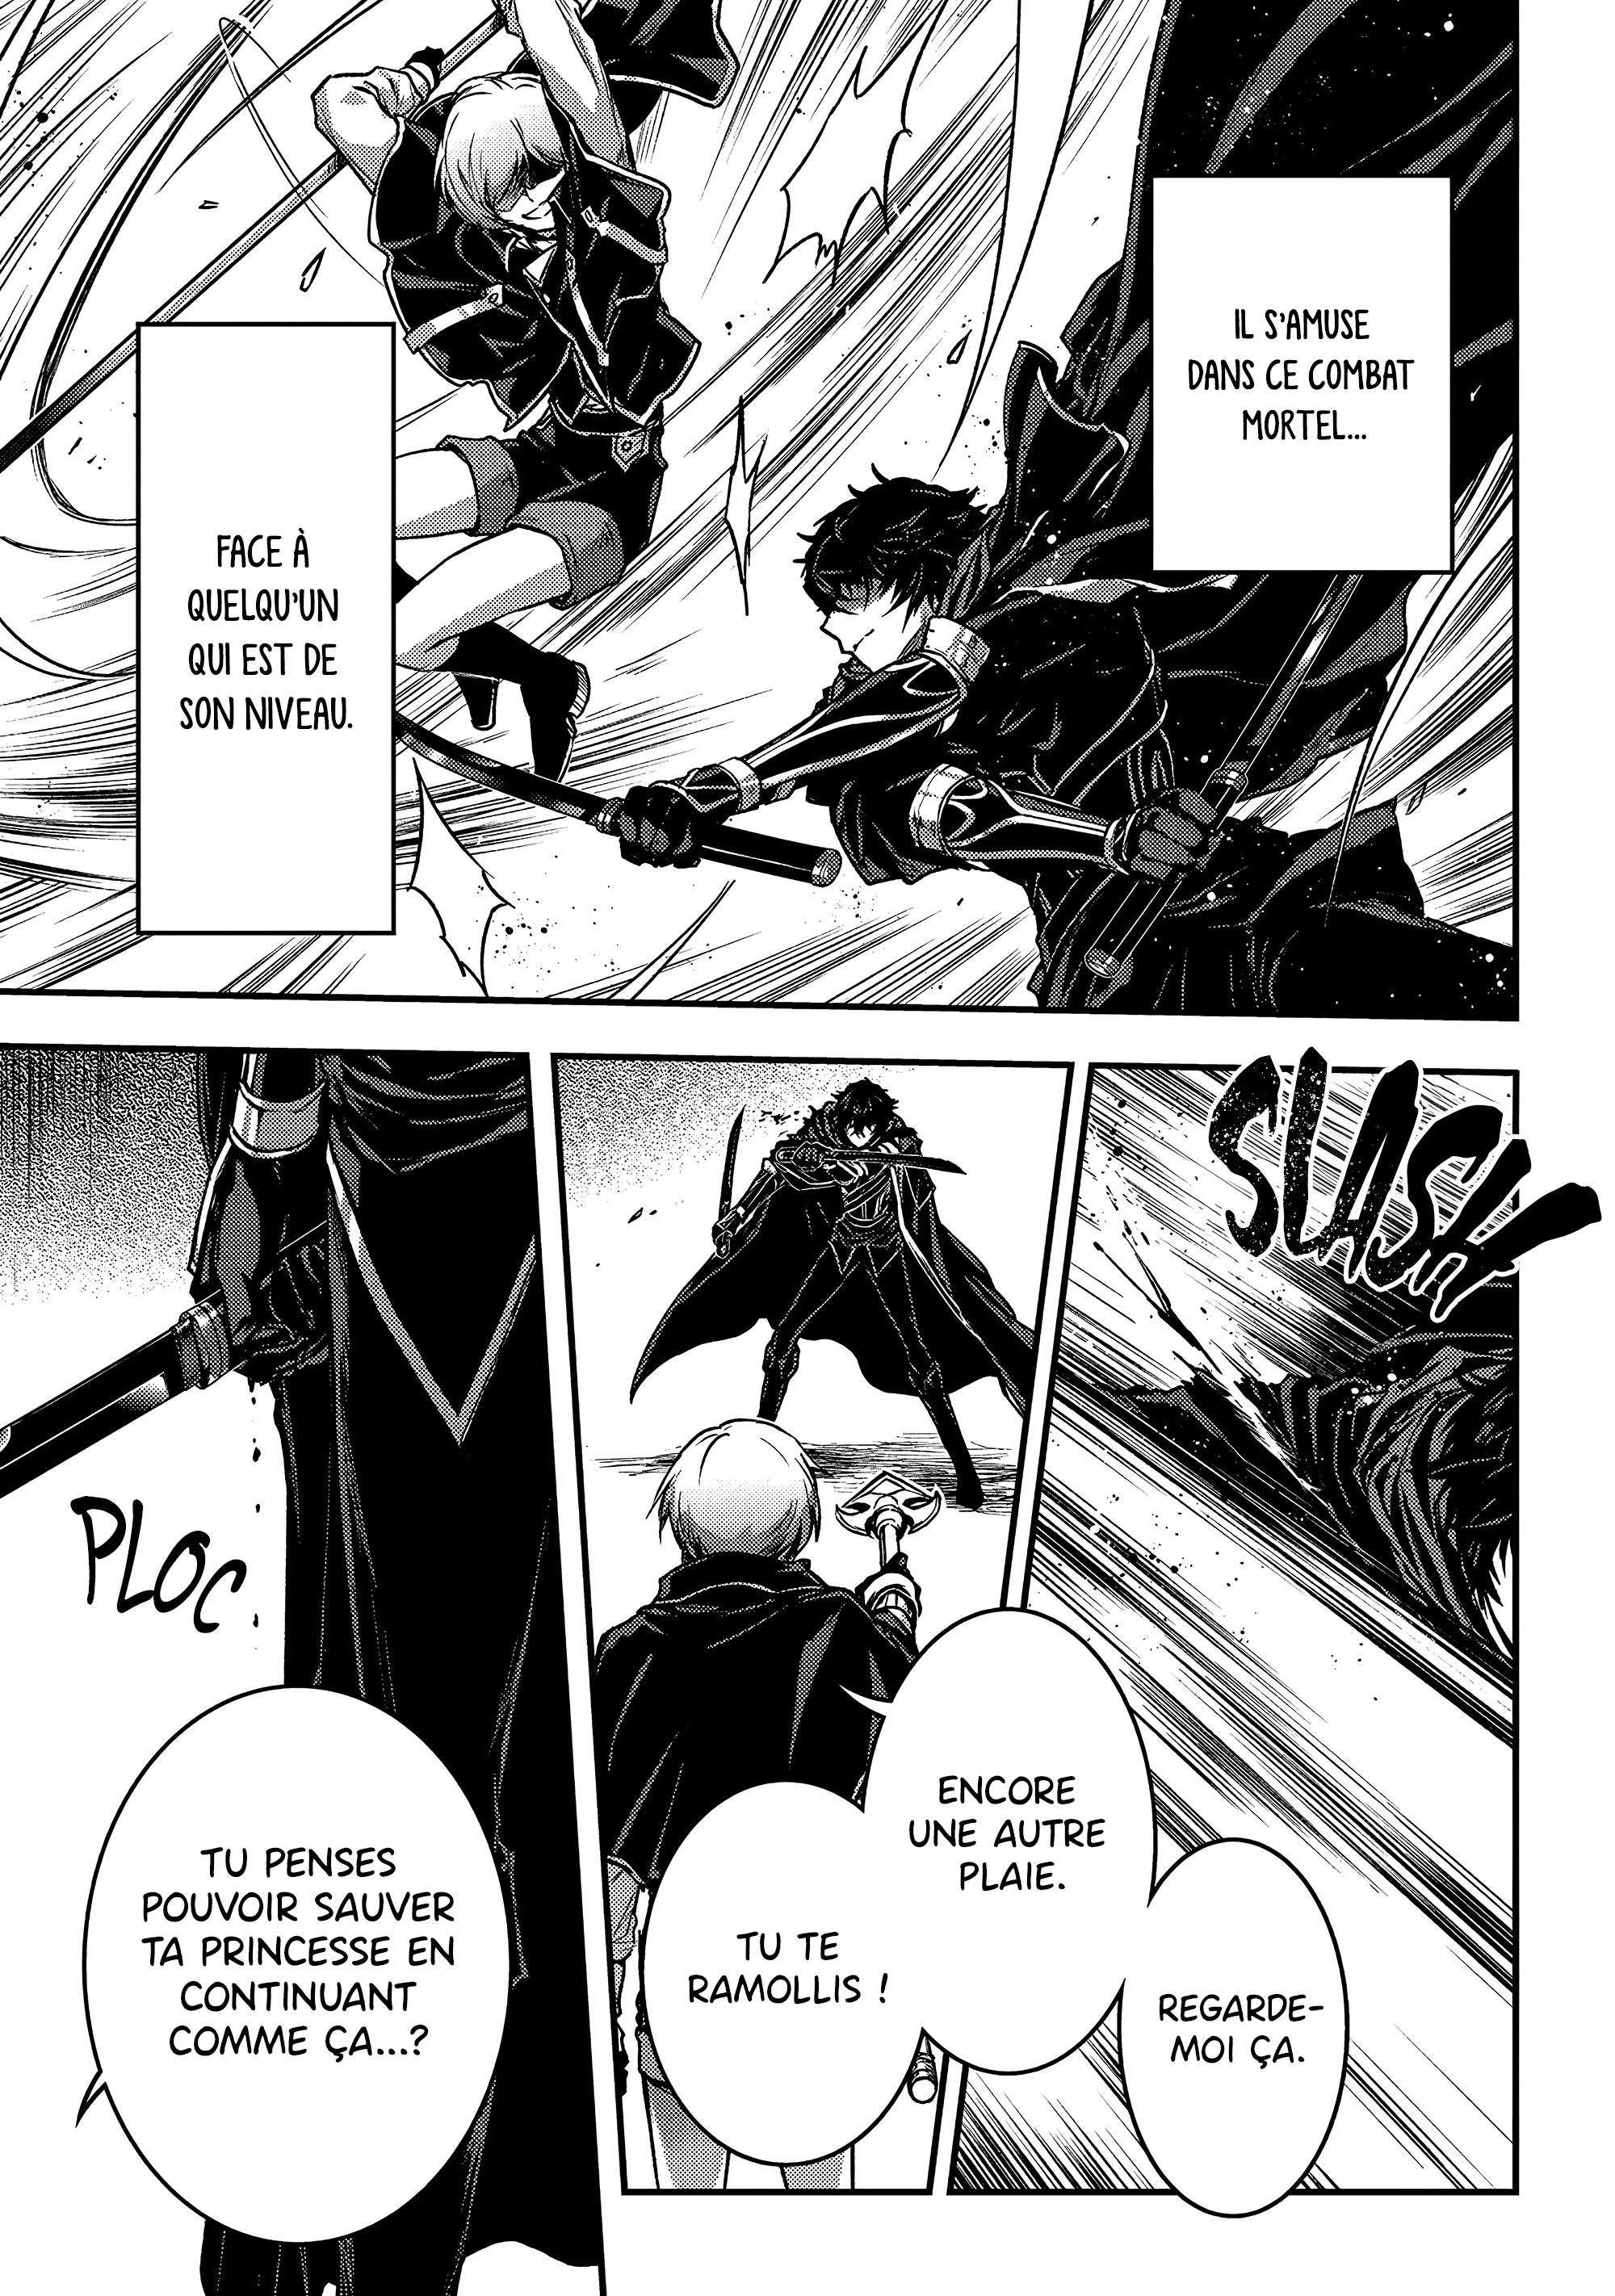 IL S'AMUSE
DANS CE COMBAT
MORTEL...
FACE À
QUELQU'UN
QUI EST DE
SON NIVEAU.
SLASH
REGARDE-
MOI ÇA.
ENCORE
UNE AUTRE
PLAIE.
TU TE
RAMOLLIS !
PLOC
TU PENSES
POUVOIR SAUVER
TA PRINCESSE EN
CONTINUANT
COMME ÇA...?